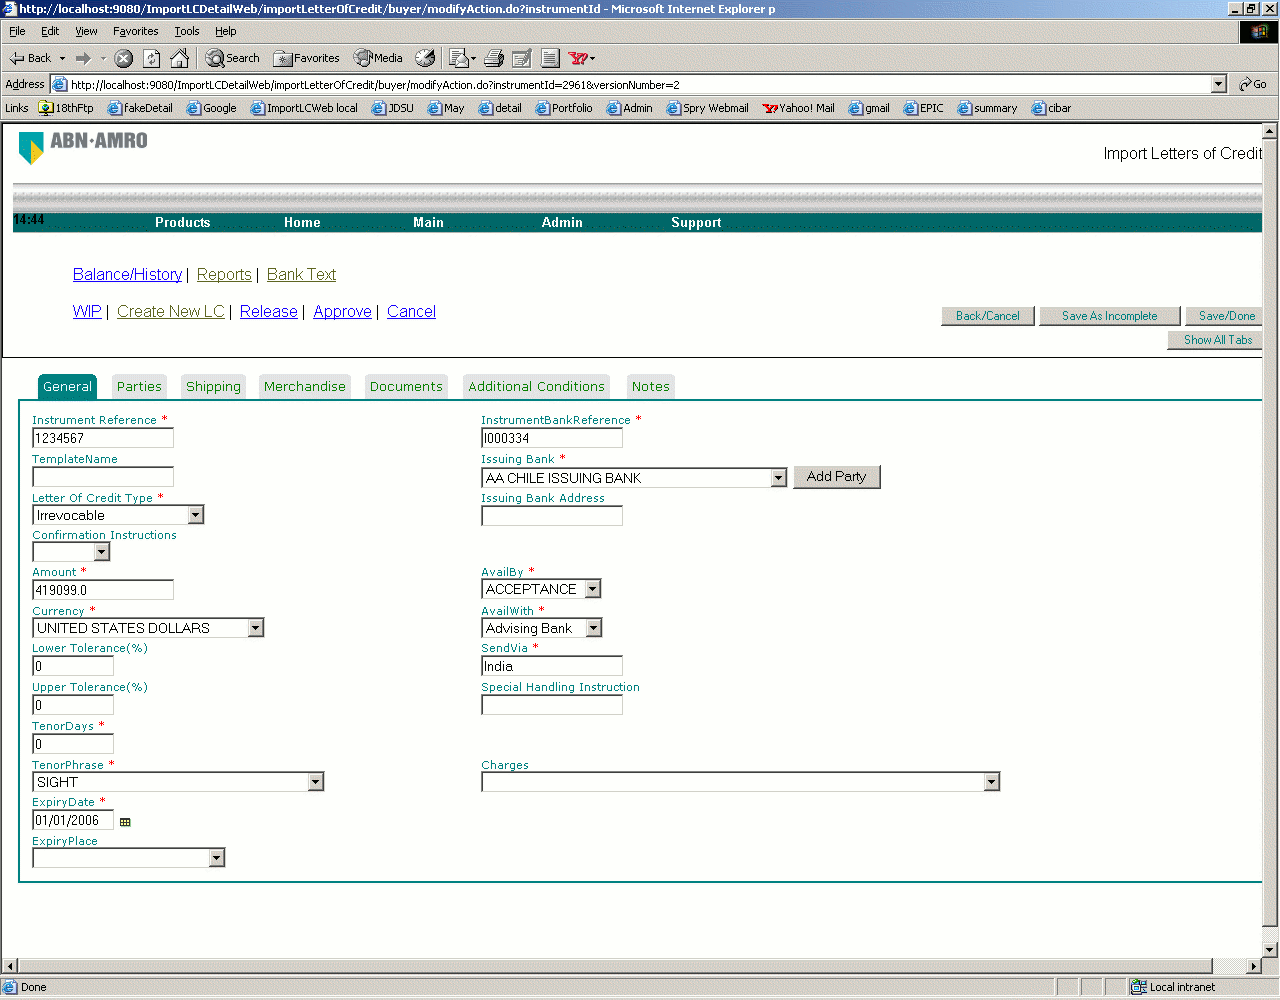 http://localhost:9080/ImportLCDetailWeb/importLetterOfCredit/buyer/modifyAction.do?instrumentId - Microsoft Internet Explorer p
File Edit View Favorites Tools Help
Back Search Favorites Media
Address http://localhost:9080/ImportLCDetailWeb/importLetterOfCredit/buyer/modifyAction.do?instrumentId=2961&versionNumber=2 Go
Links 18thFtp fakeDetail Google ImportLCWeb local JDSU May detail Portfolio Admin Spry Webmail Yahoo! Mail gmail EPIC summary cibar
ABN·AMRO
Import Letters of Credit
14:44 Products Home Main Admin Support
Balance/History | Reports | Bank Text
WIP | Create New LC | Release | Approve | Cancel
Back/Cancel Save As Incomplete Save/Done
Show All Tabs
General Parties Shipping Merchandise Documents Additional Conditions Notes
Instrument Reference * InstrumentBankReference *
1234567 I000334
TemplateName Issuing Bank *
AA CHILE ISSUING BANK Add Party
Letter Of Credit Type * Issuing Bank Address
Irrevocable
Confirmation Instructions
Amount * AvailBy *
419099.0 ACCEPTANCE
Currency * AvailWith *
UNITED STATES DOLLARS Advising Bank
Lower Tolerance(%) SendVia *
0 India
Upper Tolerance(%) Special Handling Instruction
0
TenorDays *
0
TenorPhrase * Charges
SIGHT
ExpiryDate *
01/01/2006
ExpiryPlace
Done Local intranet